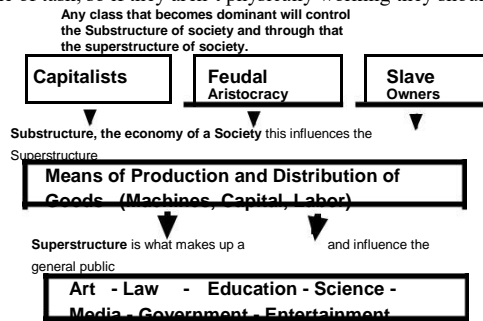 Any class that becomes dominant will control
the Substructure of society and through that
the superstructure of society.
Capitalists
Feudal
Aristocracy
Slave
Owners
Substructure, the economy of a Society this influences the
Superstructure
Means of Production and Distribution of
Goods (Machines, Capital, Labor)
Superstructure is what makes up a
and influence the
general public
Art - Law - Education - Science -
Media - Government - Entertainment